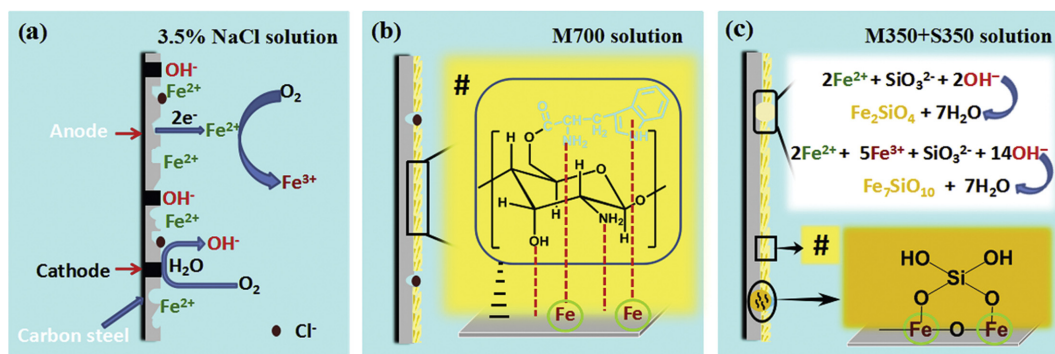 (a)
3.5% NaCl solution
OH⁻
Fe²⁺
O₂
Anode
2e⁻
Fe²⁺
Fe²⁺
Fe³⁺
OH⁻
Fe²⁺
OH⁻
Cathode
H₂O
O₂
Fe²⁺
Carbon steel
Cl⁻
(b)
M700 solution
#
O
CH
C
H₂
NH₂
NH
O
H
H
O
H
O
H
NH₂
H
OH
Fe
Fe
(c)
M350+S350 solution
2Fe²⁺ + SiO₃²⁻ + 2OH⁻
Fe₂SiO₄ + 7H₂O
2Fe²⁺ + 5Fe³⁺ + SiO₃²⁻ + 14OH⁻
Fe₇SiO₁₀ + 7H₂O
#
HO
OH
Si
O
O
Fe
O
Fe